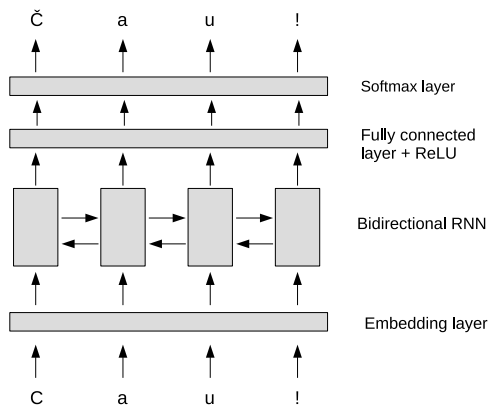 Č a u !
Softmax layer
Fully connected
layer + ReLU
Bidirectional RNN
Embedding layer
C a u !